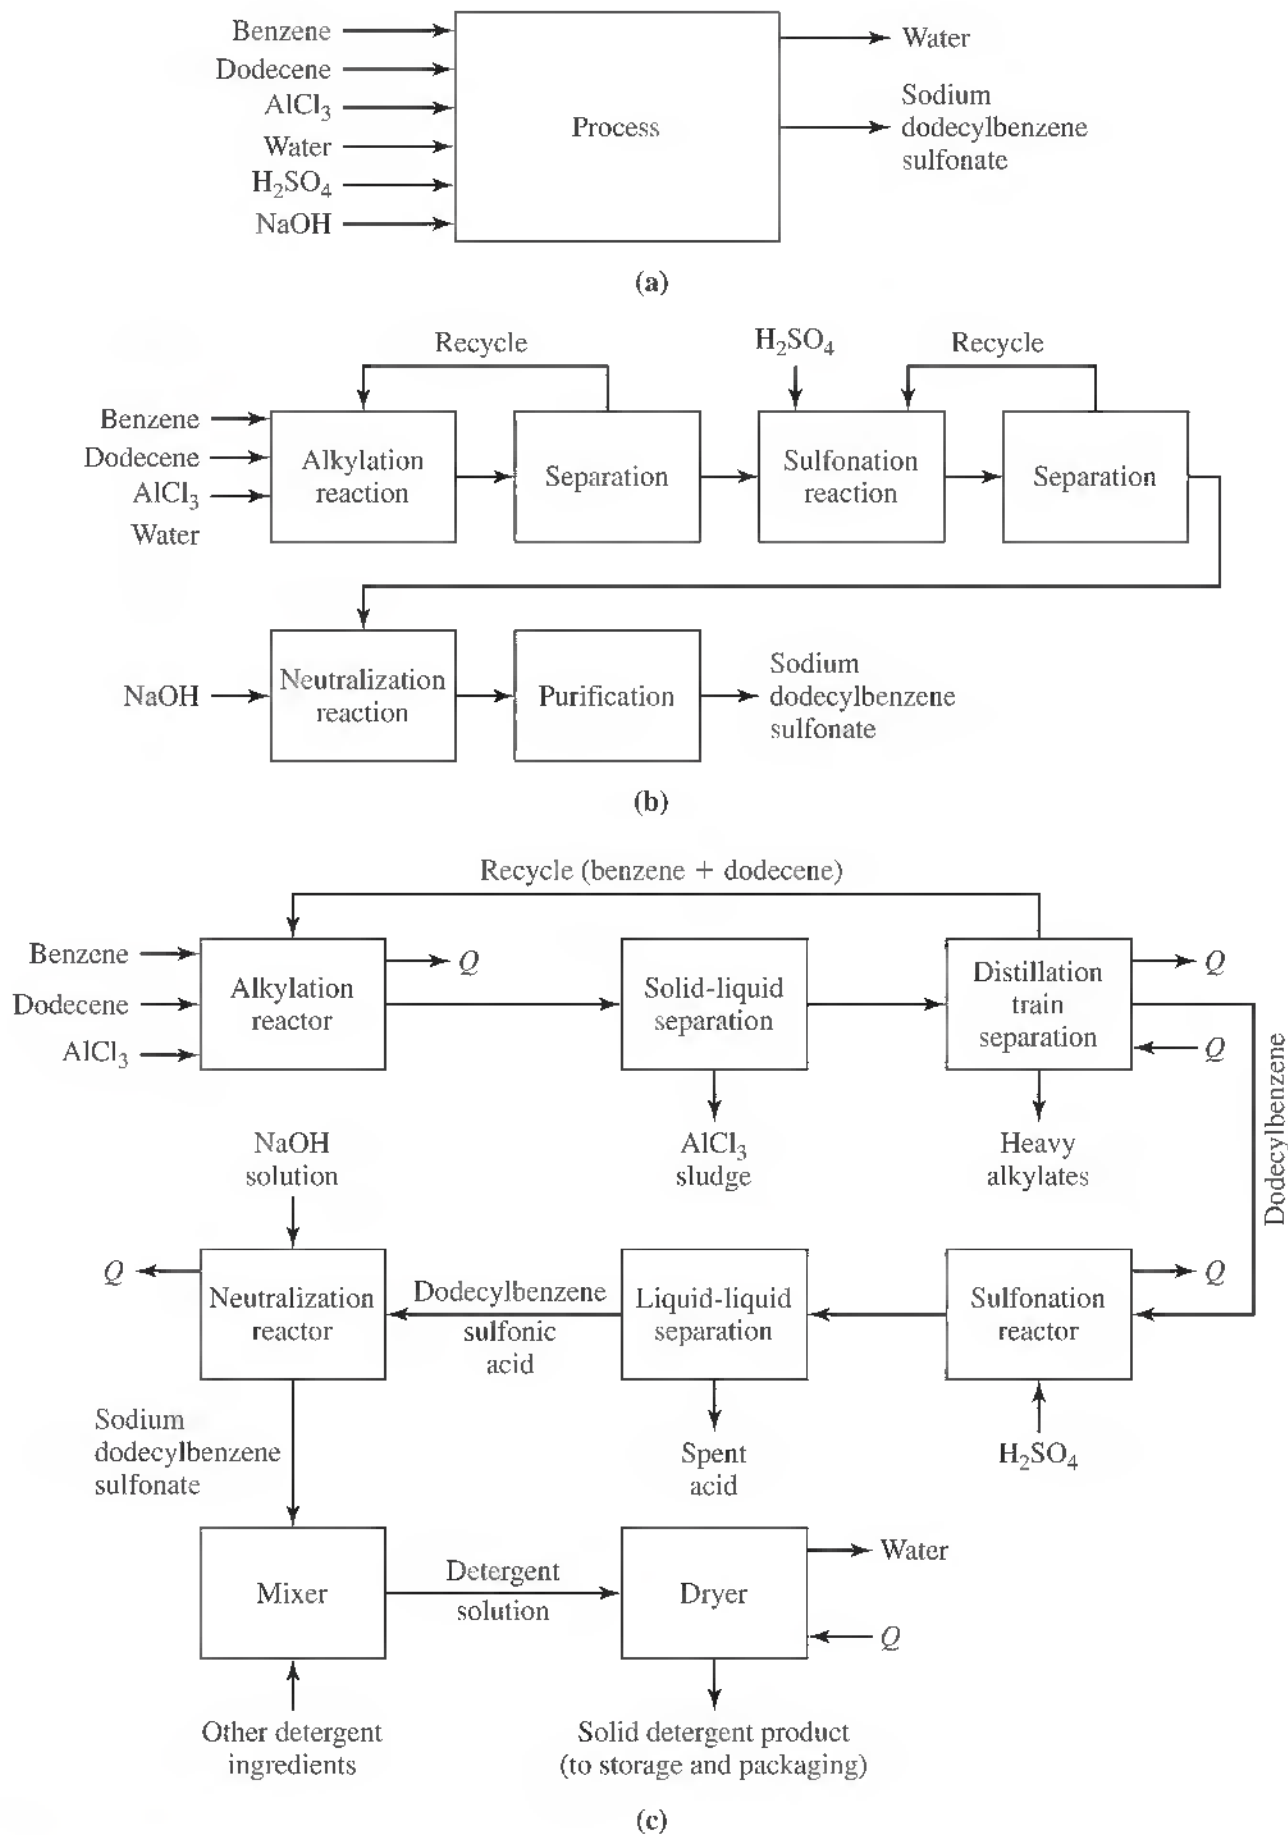 Benzene
Dodecene
AlCl₃
Water
H₂SO₄
NaOH
Process
Water
Sodium
dodecylbenzene
sulfonate
(a)
Recycle
H₂SO₄
Recycle
Benzene
Dodecene
AlCl₃
Water
Alkylation
reaction
Separation
Sulfonation
reaction
Separation
NaOH
Neutralization
reaction
Purification
Sodium
dodecylbenzene
sulfonate
(b)
Recycle (benzene + dodecene)
Benzene
Dodecene
AlCl₃
Alkylation
reactor
Q
Solid-liquid
separation
Distillation
train
separation
Q
Q
AlCl₃
sludge
Heavy
alkylates
Dodecylbenzene
NaOH
solution
Q
Neutralization
reactor
Dodecylbenzene
sulfonic
acid
Liquid-liquid
separation
Sulfonation
reactor
Q
Spent
acid
H₂SO₄
Sodium
dodecylbenzene
sulfonate
Mixer
Detergent
solution
Dryer
Water
Q
Other detergent
ingredients
Solid detergent product
(to storage and packaging)
(c)